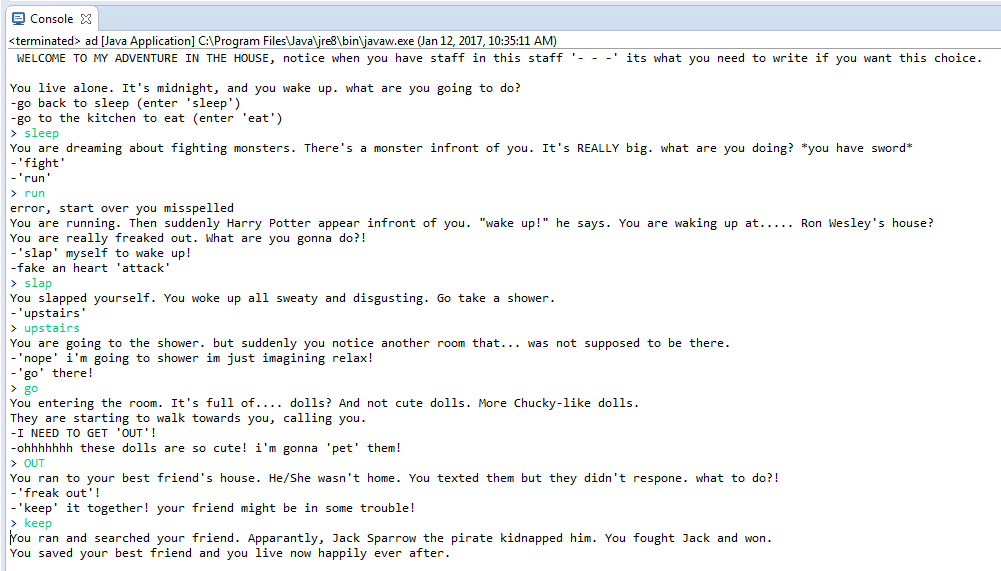 Console
<terminated> ad [Java Application] C:\Program Files\Java\jre8\bin\javaw.exe (Jan 12, 2017, 10:35:11 AM)
WELCOME TO MY ADVENTURE IN THE HOUSE, notice when you have staff in this staff '- - -' its what you need to write if you want this choice.
You live alone. It's midnight, and you wake up. what are you going to do?
-go back to sleep (enter 'sleep')
-go to the kitchen to eat (enter 'eat')
> sleep
You are dreaming about fighting monsters. There's a monster infront of you. It's REALLY big. what are you doing? *you have sword*
-'fight'
-'run'
> run
error, start over you misspelled
You are running. Then suddenly Harry Potter appear infront of you. "wake up!" he says. You are waking up at..... Ron Wesley's house?
You are really freaked out. What are you gonna do?!
-'slap' myself to wake up!
-fake an heart 'attack'
> slap
You slapped yourself. You woke up all sweaty and disgusting. Go take a shower.
-'upstairs'
> upstairs
You are going to the shower. but suddenly you notice another room that... was not supposed to be there.
-'nope' i'm going to shower im just imagining relax!
-'go' there!
> go
You entering the room. It's full of.... dolls? And not cute dolls. More Chucky-like dolls.
They are starting to walk towards you, calling you.
-I NEED TO GET 'OUT'!
-ohhhhhhh these dolls are so cute! i'm gonna 'pet' them!
> OUT
You ran to your best friend's house. He/She wasn't home. You texted them but they didn't respone. what to do?!
-'freak out'!
-'keep' it together! your friend might be in some trouble!
> keep
You ran and searched your friend. Apparantly, Jack Sparrow the pirate kidnapped him. You fought Jack and won.
You saved your best friend and you live now happily ever after.